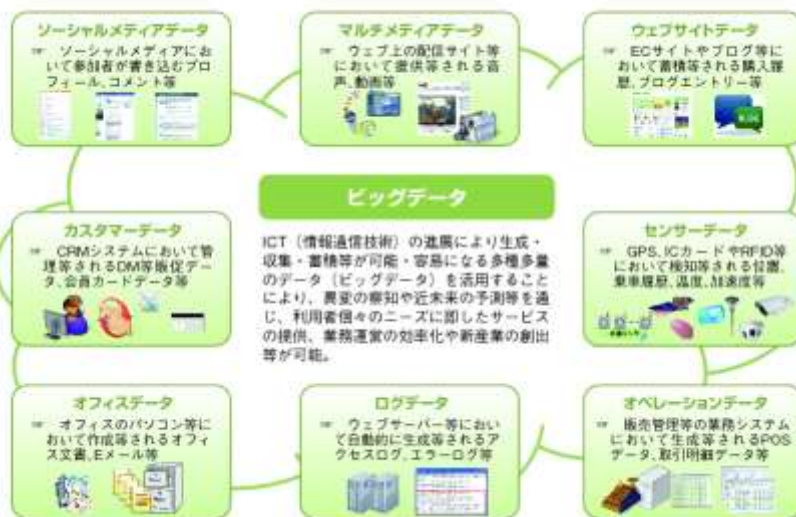 ソーシャルメディアデータ
☞ ソーシャルメディアにお
いて参加者が書き込むプロ
フィール、コメント等
マルチメディアデータ
☞ ウェブ上の配信サイト等
において提供等される音
声、動画等
ウェブサイトデータ
☞ ECサイトやブログ等に
おいて蓄積等される購入履
歴、ブログエントリー等
BLOG
カスタマーデータ
☞ CRMシステムにおいて管
理等されるDM等販促デー
タ、会員カードデータ等
ビッグデータ
ICT(情報通信技術)の進展により生成・
収集・蓄積等が可能・容易になる多種多量
のデータ(ビッグデータ)を活用すること
により、異変の察知や近未来の予測等を通
じ、利用者個々のニーズに即したサービス
の提供、業務運営の効率化や新産業の創出
等が可能。
センサーデータ
☞ GPS、ICカードやRFID等
において検知等される位置、
乗車履歴、温度、加速度等
オフィスデータ
☞ オフィスのパソコン等に
おいて作成等されるオフィ
ス文書、Eメール等
ログデータ
☞ ウェブサーバー等におい
て自動的に生成等されるア
クセスログ、エラーログ等
オペレーションデータ
☞ 販売管理等の業務システム
において生成等されるPOS
データ、取引明細データ等